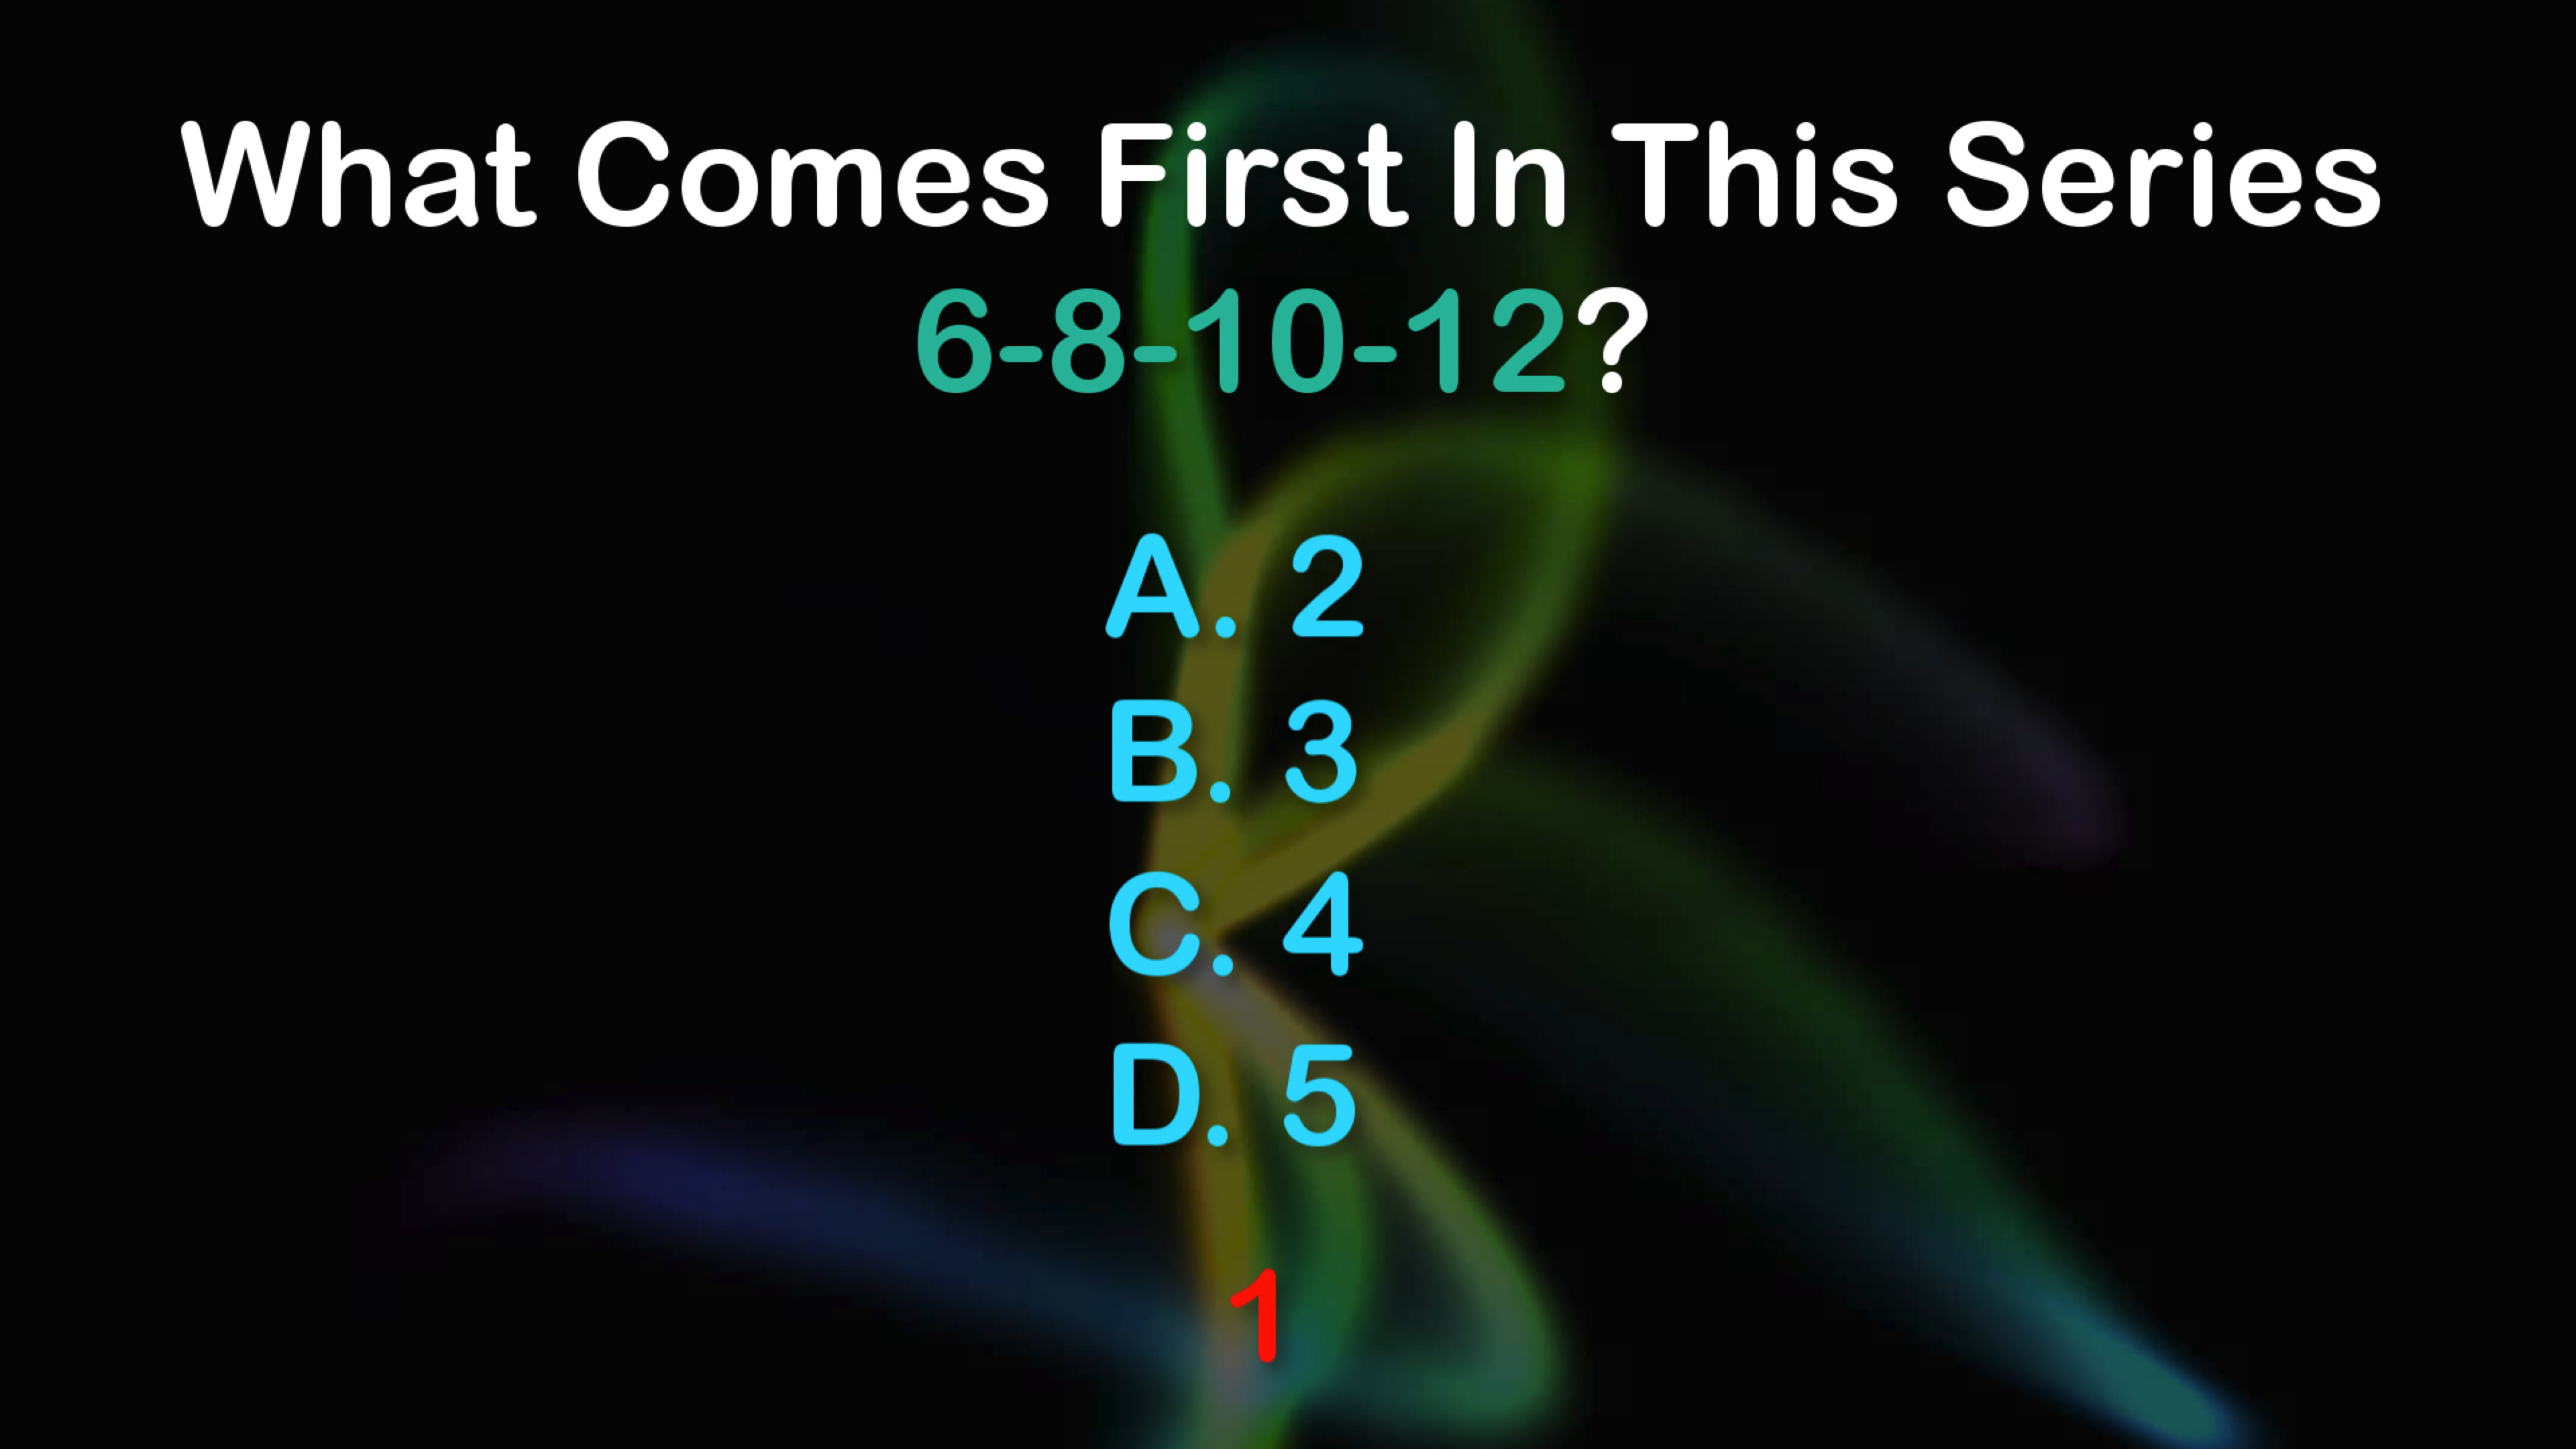 What Comes First In This Series
6-8-10-12?
A. 2
B. 3
C. 4
D. 5
1